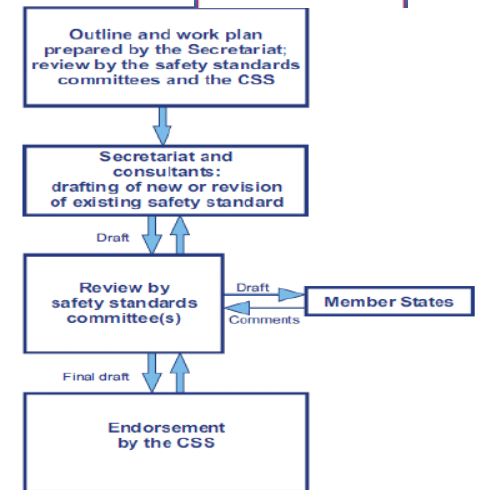 Outline and work plan
prepared by the Secretariat;
review by the safety standards
committees and the CSS
Secretariat and
consultants:
drafting of new or revision
of existing safety standard
Draft
Review by
safety standards
committee(s)
Draft
Comments
Member States
Final draft
Endorsement
by the CSS